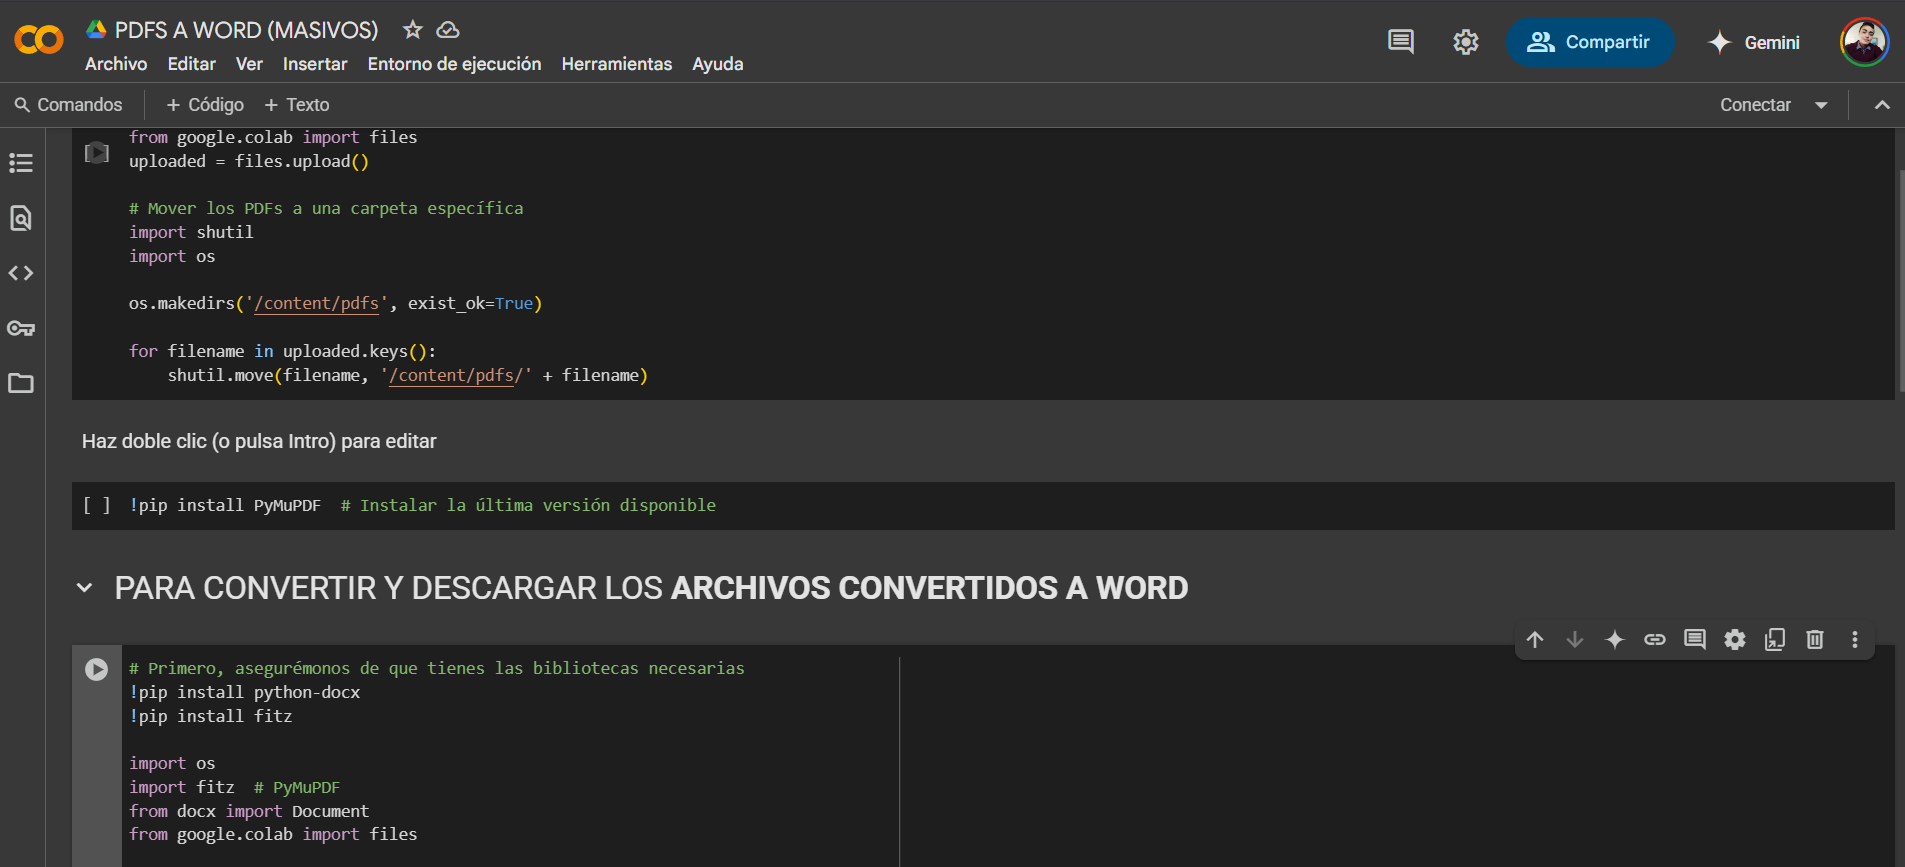 PDFS A WORD (MASIVOS)
Archivo Editar Ver Insertar Entorno de ejecución Herramientas Ayuda
Compartir
Gemini
Comandos + Código + Texto
Conectar
from google.colab import files
uploaded = files.upload()
# Mover los PDFs a una carpeta específica
import shutil
import os
os.makedirs('/content/pdfs', exist_ok=True)
for filename in uploaded.keys():
    shutil.move(filename, '/content/pdfs/' + filename)
Haz doble clic (o pulsa Intro) para editar
[ ] !pip install PyMuPDF  # Instalar la última versión disponible
PARA CONVERTIR Y DESCARGAR LOS ARCHIVOS CONVERTIDOS A WORD
# Primero, asegurémonos de que tienes las bibliotecas necesarias
!pip install python-docx
!pip install fitz
import os
import fitz  # PyMuPDF
from docx import Document
from google.colab import files